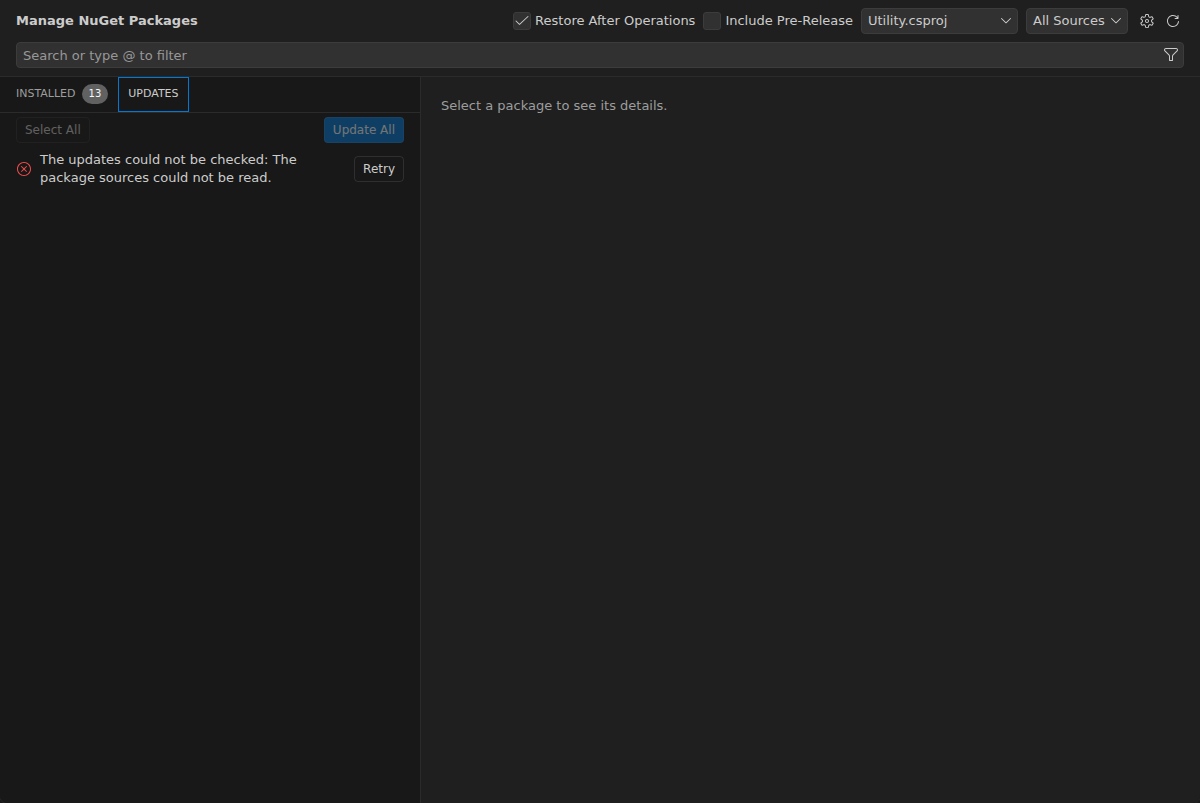 Manage NuGet Packages
Restore After Operations
Include Pre-Release
Utility.csproj
All Sources
Search or type @ to filter
INSTALLED 13
UPDATES
Select All
Update All
The updates could not be checked: The
package sources could not be read.
Retry
Select a package to see its details.